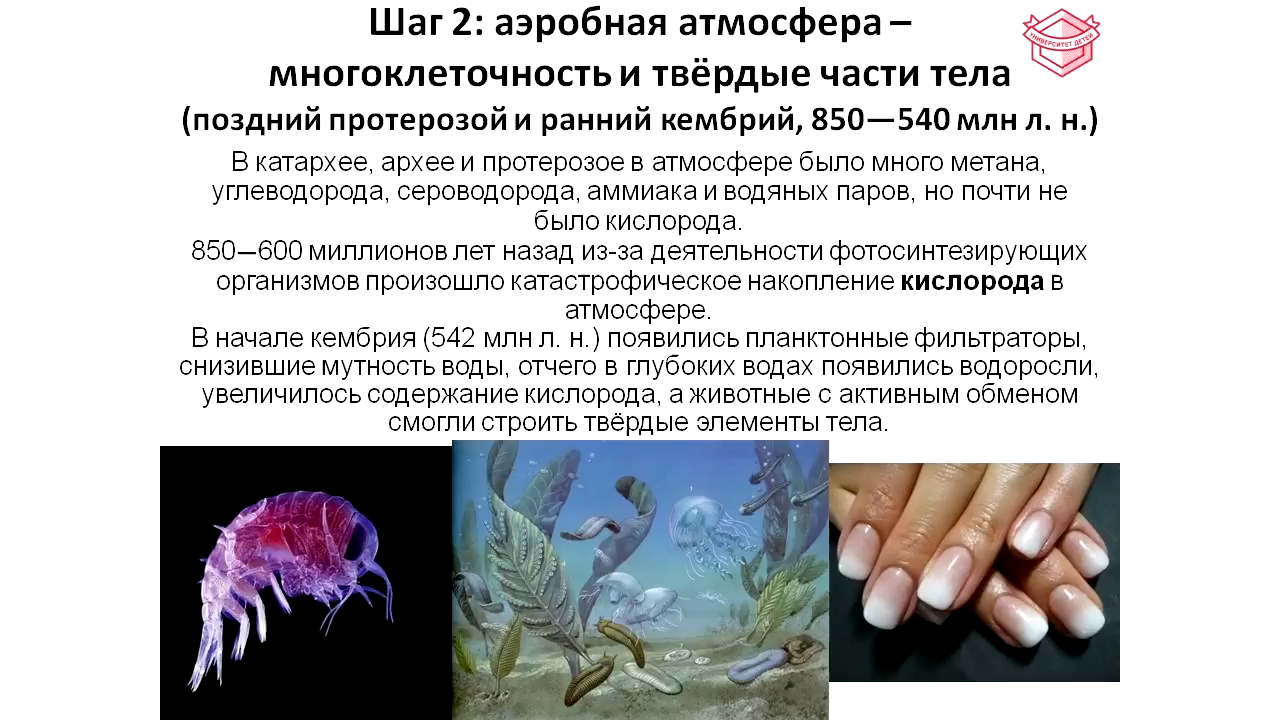 Шаг 2: аэробная атмосфера –
многоклеточность и твёрдые части тела
(поздний протерозой и ранний кембрий, 850—540 млн л. н.)
УНИВЕРСИТЕТ ДЕТЕЙ
В катархее, архее и протерозое в атмосфере было много метана,
углеводорода, сероводорода, аммиака и водяных паров, но почти не
было кислорода.
850—600 миллионов лет назад из-за деятельности фотосинтезирующих
организмов произошло катастрофическое накопление кислорода в
атмосфере.
В начале кембрия (542 млн л. н.) появились планктонные фильтраторы,
снизившие мутность воды, отчего в глубоких водах появились водоросли,
увеличилось содержание кислорода, а животные с активным обменом
смогли строить твёрдые элементы тела.